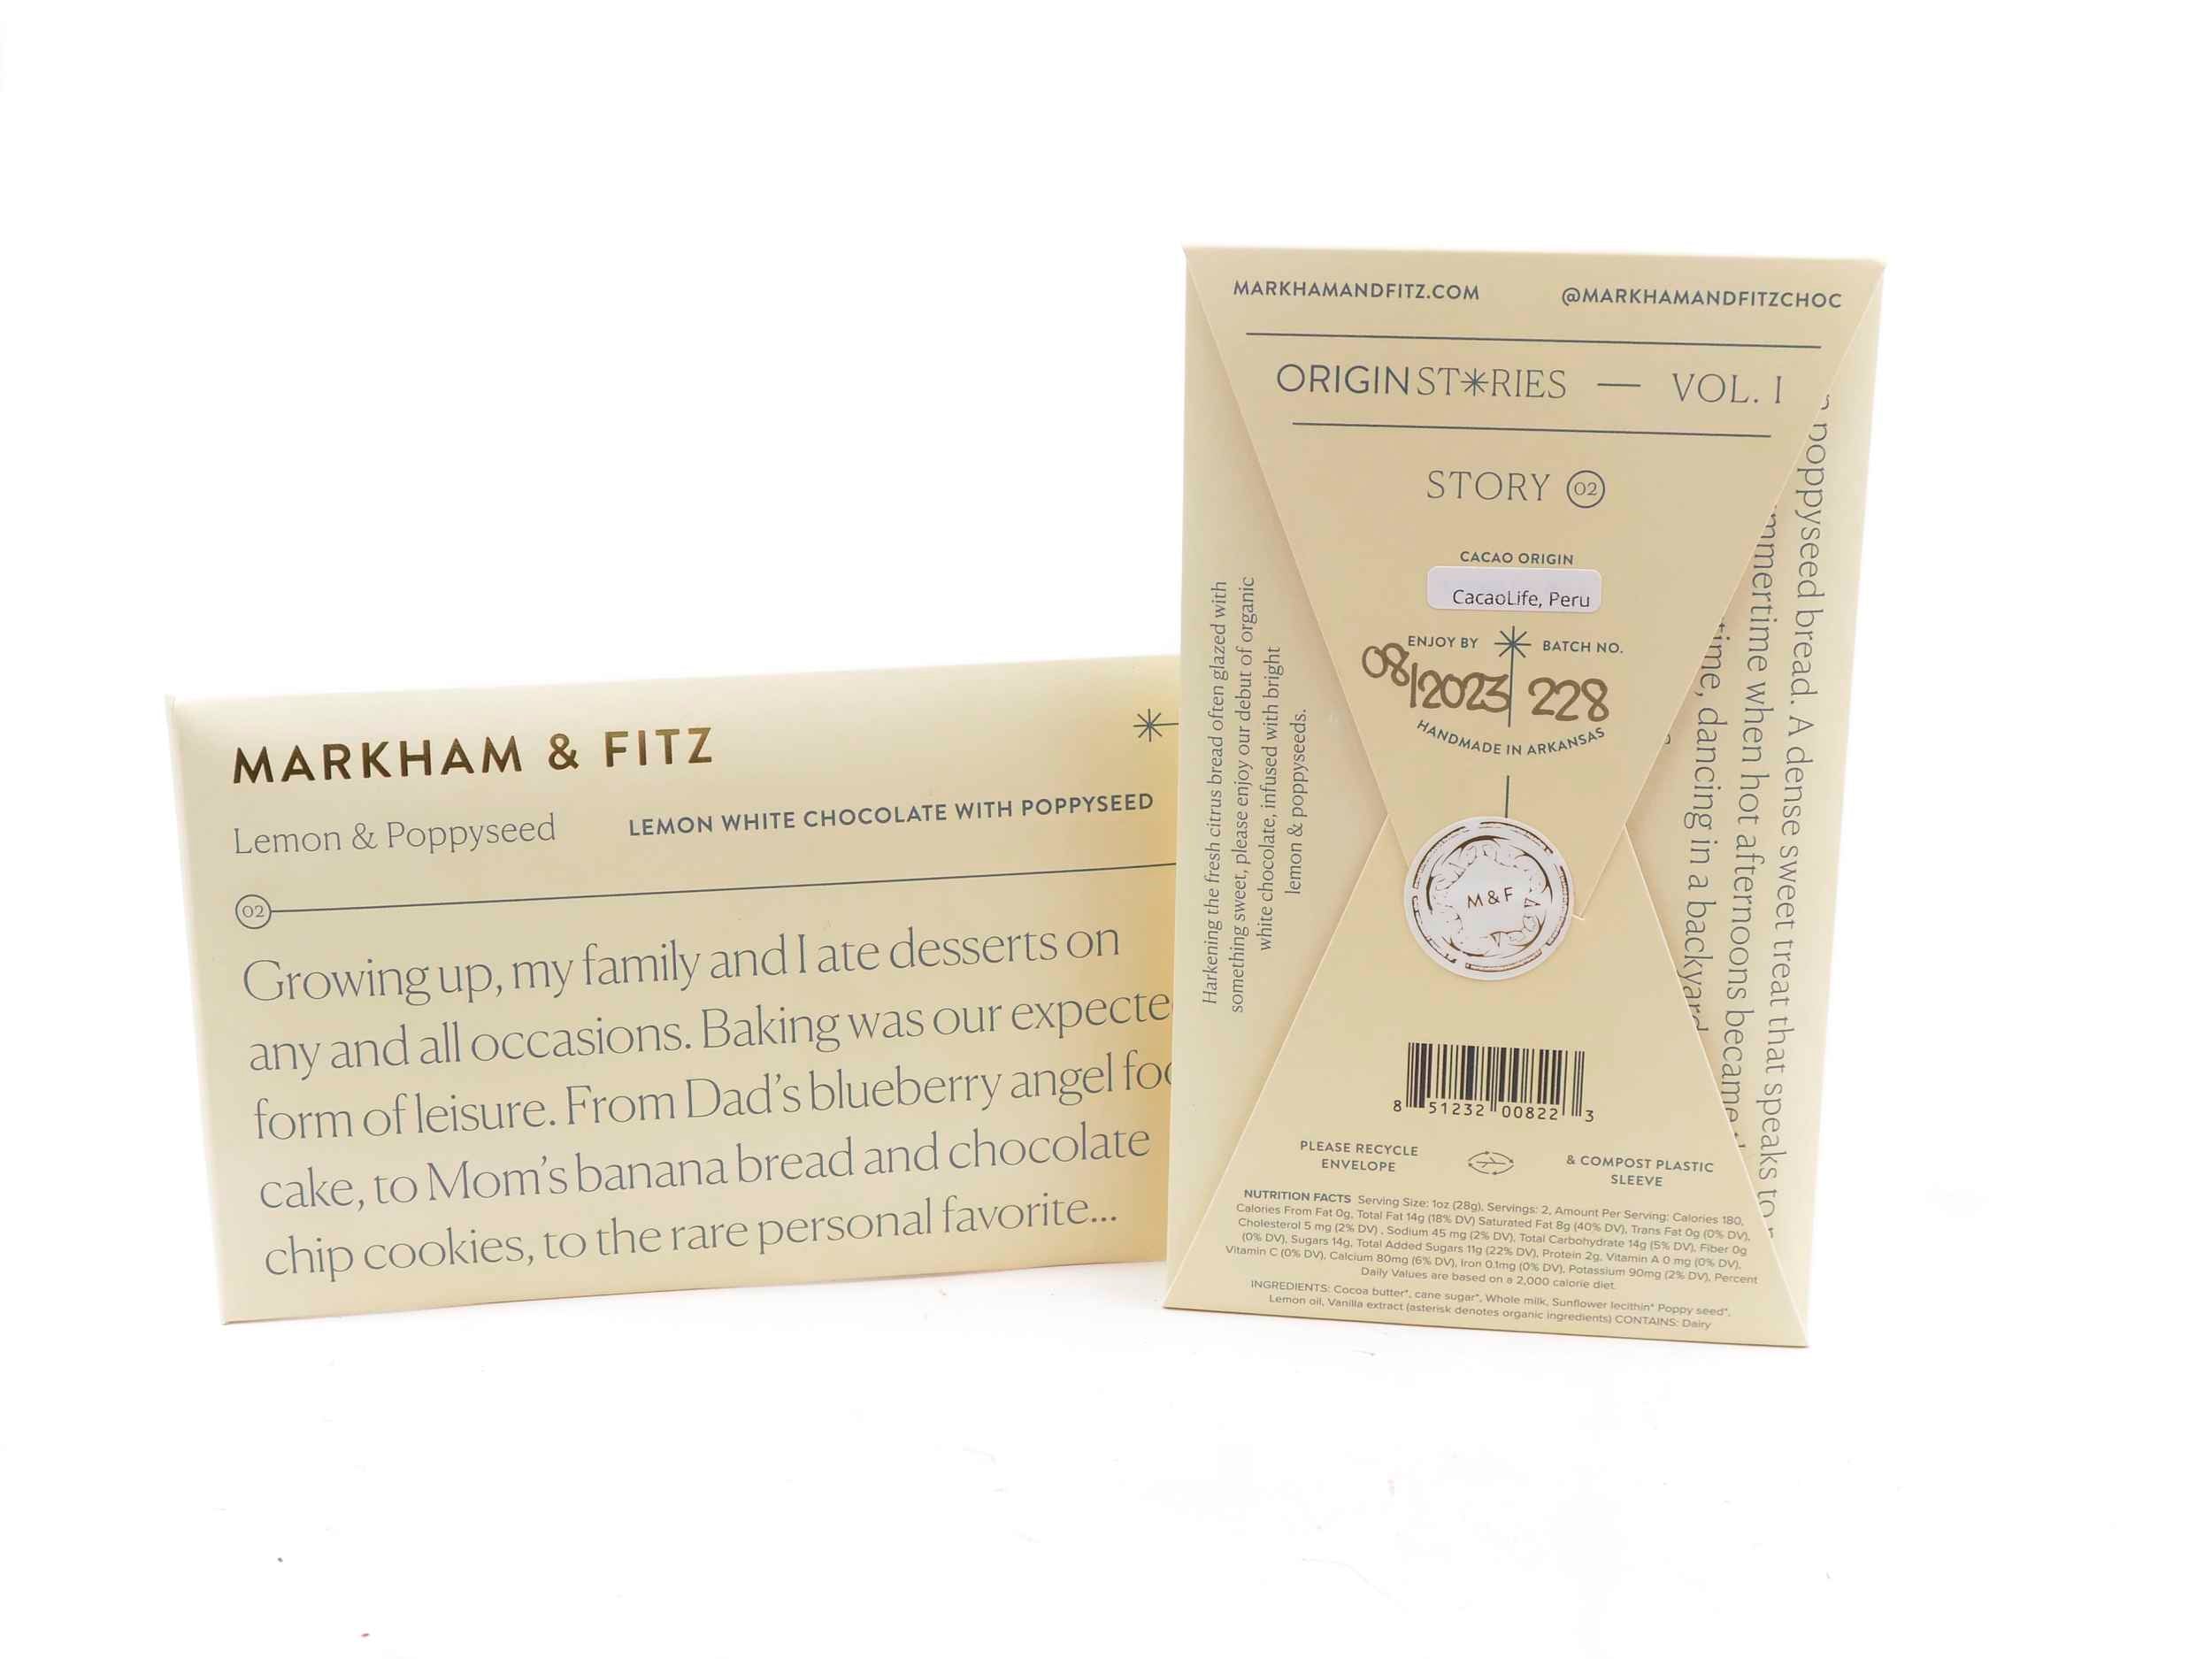 MARKHAM & FITZ
Lemon & Poppyseed
LEMON WHITE CHOCOLATE WITH POPPYSEED
02
Growing up, my family and I ate desserts on
any and all occasions. Baking was our expecte
form of leisure. From Dad's blueberry angel foo
cake, to Mom's banana bread and chocolate
chip cookies, to the rare personal favorite...
MARKHAMANDFITZ.COM
@MARKHAMANDFITZCHOC
ORIGIN ST*RIES — VOL. I
STORY 02
CACAO ORIGIN
CacaoLife, Peru
ENJOY BY
BATCH NO.
08/2023
228
HANDMADE IN ARKANSAS
M & F
8 51232 00822 3
PLEASE RECYCLE
ENVELOPE
& COMPOST PLASTIC
SLEEVE
NUTRITION FACTS Serving Size: 1oz (28g), Servings: 2, Amount Per Serving: Calories 180,
Calories From Fat 0g, Total Fat 14g (18% DV) Saturated Fat 8g (40% DV), Trans Fat 0g (0% DV),
Cholesterol 5 mg (2% DV) , Sodium 45 mg (2% DV), Total Carbohydrate 14g (5% DV), Fiber 0g
(0% DV), Sugars 14g, Total Added Sugars 11g (22% DV), Protein 2g, Vitamin A 0 mg (0% DV),
Vitamin C (0% DV), Calcium 80mg (6% DV), Iron 0.1mg (0% DV), Potassium 90mg (2% DV), Percent
Daily Values are based on a 2,000 calorie diet.
INGREDIENTS: Cocoa butter*, cane sugar*, Whole milk, Sunflower lecithin* Poppy seed*,
Lemon oil, Vanilla extract (asterisk denotes organic ingredients) CONTAINS: Dairy
Harkening the fresh citrus bread often glazed with
something sweet, please enjoy our debut of organic
white chocolate, infused with bright
lemon & poppyseeds.
poppyseed bread. A dense sweet treat that speaks to
mmertime when hot afternoons became
time, dancing in a backyard